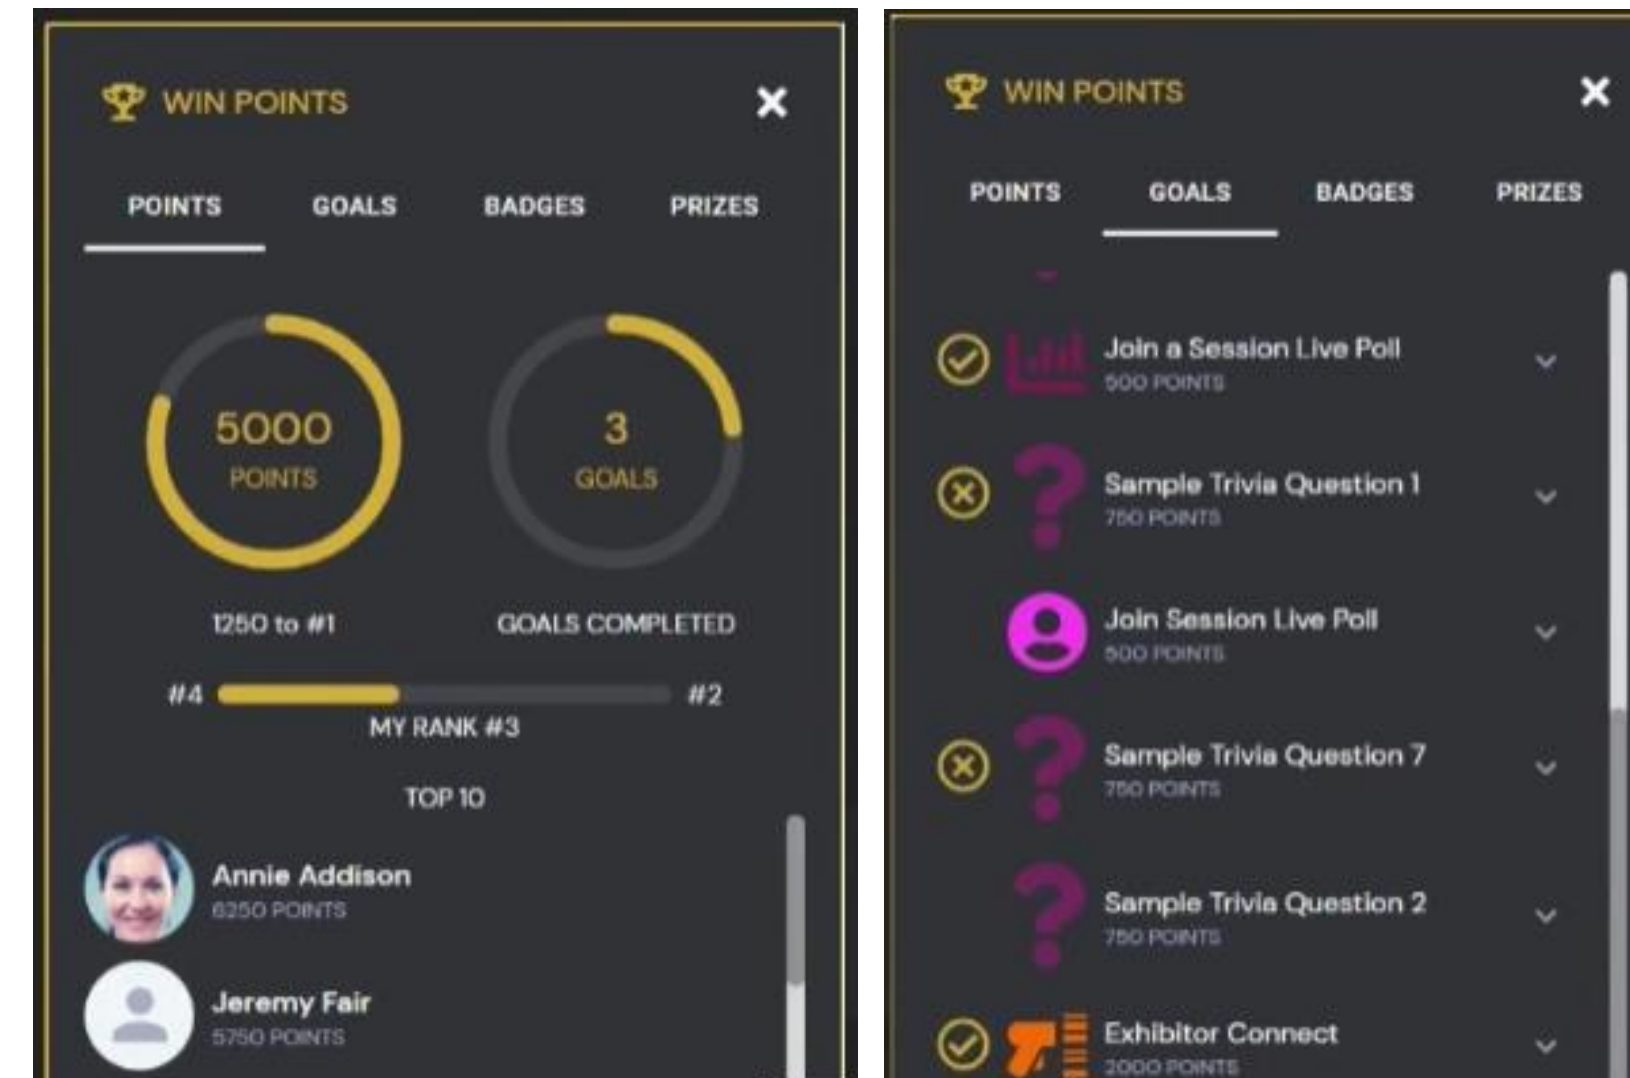 WIN POINTS
POINTS GOALS BADGES PRIZES
5000
POINTS
3
GOALS
1250 to #1
GOALS COMPLETED
#4
#2
MY RANK #3
TOP 10
Annie Addison
6250 POINTS
Jeremy Fair
5750 POINTS
WIN POINTS
POINTS GOALS BADGES PRIZES
Join a Session Live Poll
500 POINTS
Sample Trivia Question 1
750 POINTS
Join Session Live Poll
500 POINTS
Sample Trivia Question 7
750 POINTS
Sample Trivia Question 2
750 POINTS
Exhibitor Connect
2000 POINTS